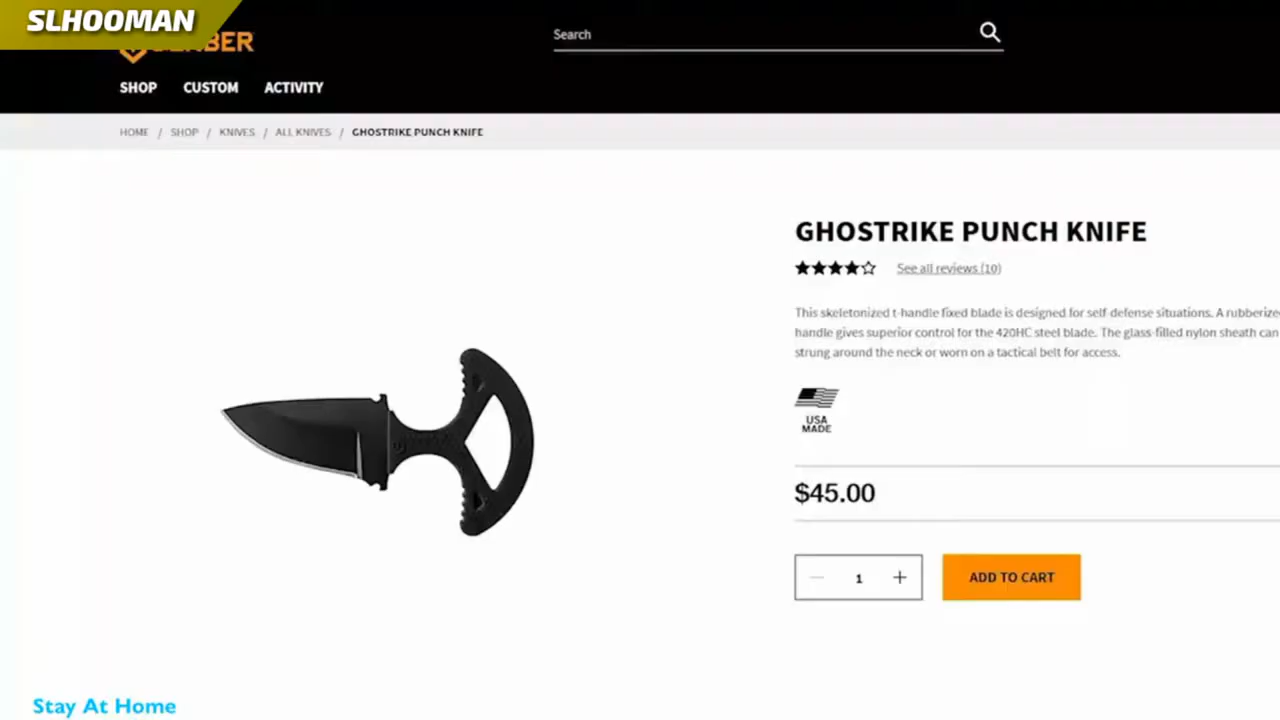 SLHOOMAN
Search
SHOP CUSTOM ACTIVITY
HOME / SHOP / KNIVES / ALL KNIVES / GHOSTRIKE PUNCH KNIFE
GHOSTRIKE PUNCH KNIFE
See all reviews (10)
This skeletonized t-handle fixed blade is designed for self defense situations. A rubberize
handle gives superior control for the 420HC steel blade. The glass-filled nylon sheath can
strung around the neck or worn on a tactical belt for access.
USA
MADE
$45.00
1
ADD TO CART
Stay At Home